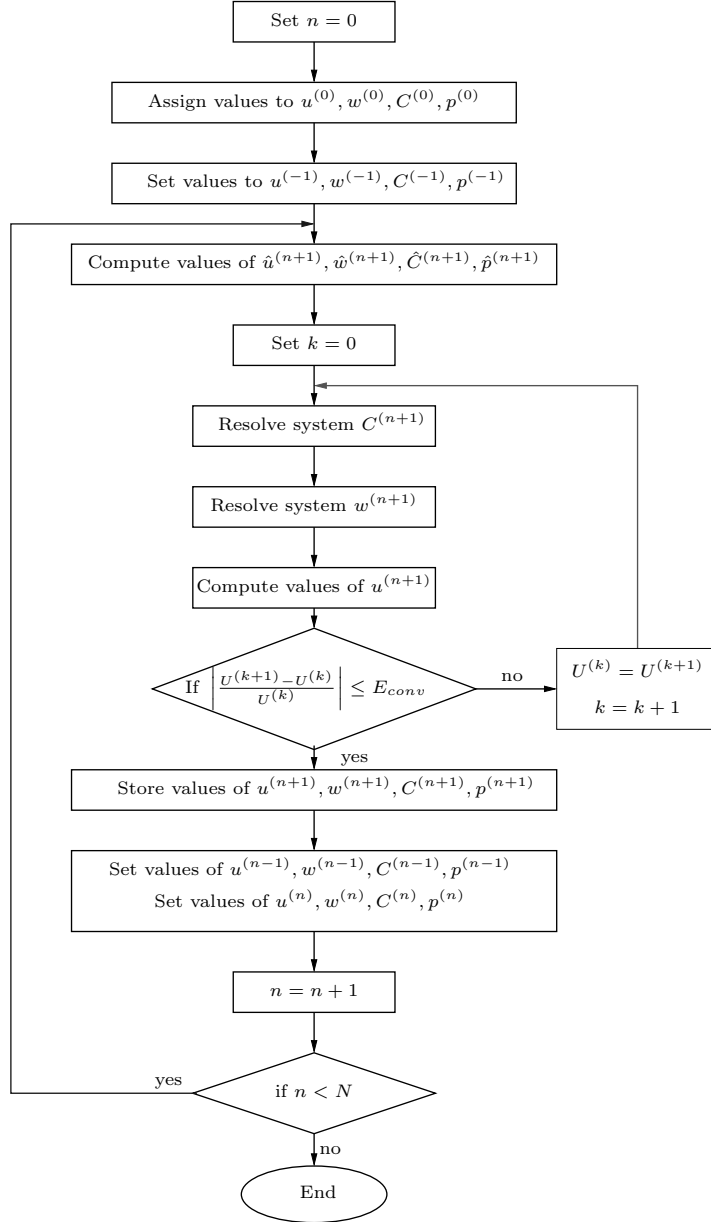 Set n = 0
Assign values to u^{(0)}, w^{(0)}, C^{(0)}, p^{(0)}
Set values to u^{(−1)}, w^{(−1)}, C^{(−1)}, p^{(−1)}
Compute values of û^{(n+1)}, ŵ^{(n+1)}, Ĉ^{(n+1)}, p̂^{(n+1)}
Set k = 0
Resolve system C^{(n+1)}
Resolve system w^{(n+1)}
Compute values of u^{(n+1)}
If |\frac{U^{(k+1)}−U^{(k)}}{U^{(k)}}| ≤ E_{conv}
no
U^{(k)} = U^{(k+1)}
k = k + 1
yes
Store values of u^{(n+1)}, w^{(n+1)}, C^{(n+1)}, p^{(n+1)}
Set values of u^{(n−1)}, w^{(n−1)}, C^{(n−1)}, p^{(n−1)}
Set values of u^{(n)}, w^{(n)}, C^{(n)}, p^{(n)}
n = n + 1
yes
if n < N
no
End